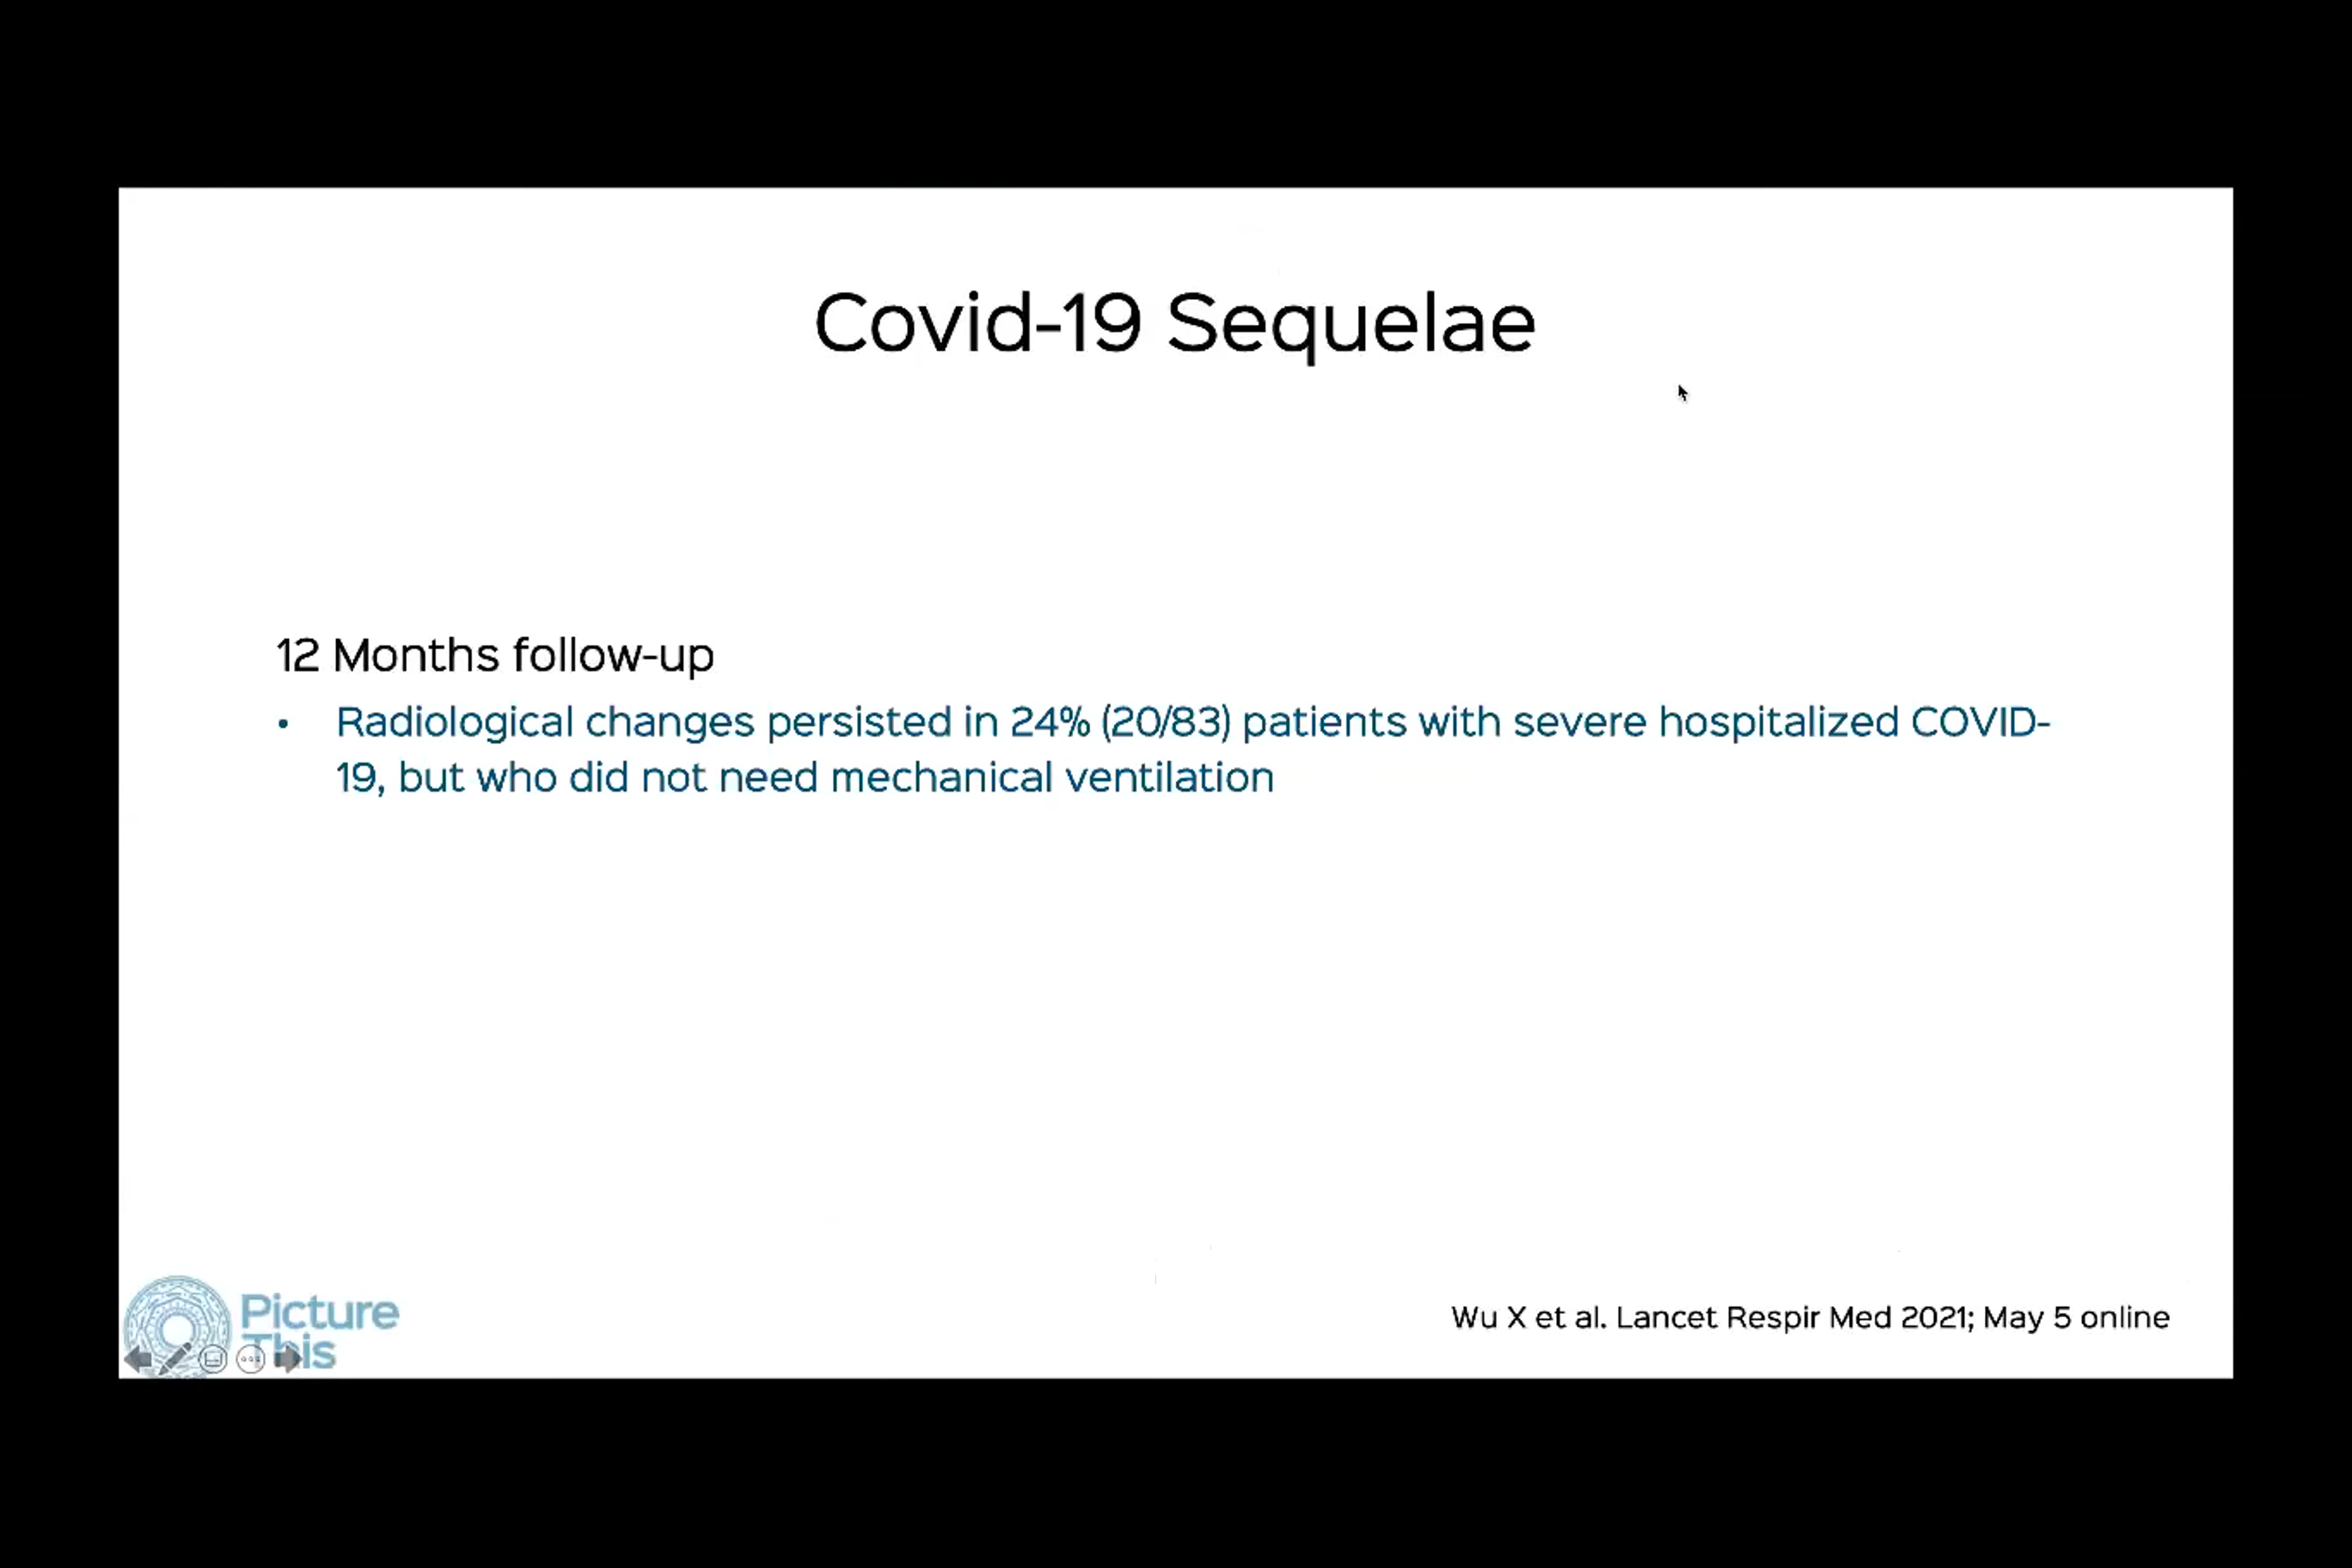 Covid-19 Sequelae
12 Months follow-up
• Radiological changes persisted in 24% (20/83) patients with severe hospitalized COVID-
19, but who did not need mechanical ventilation
Picture
This
Wu X et al. Lancet Respir Med 2021; May 5 online